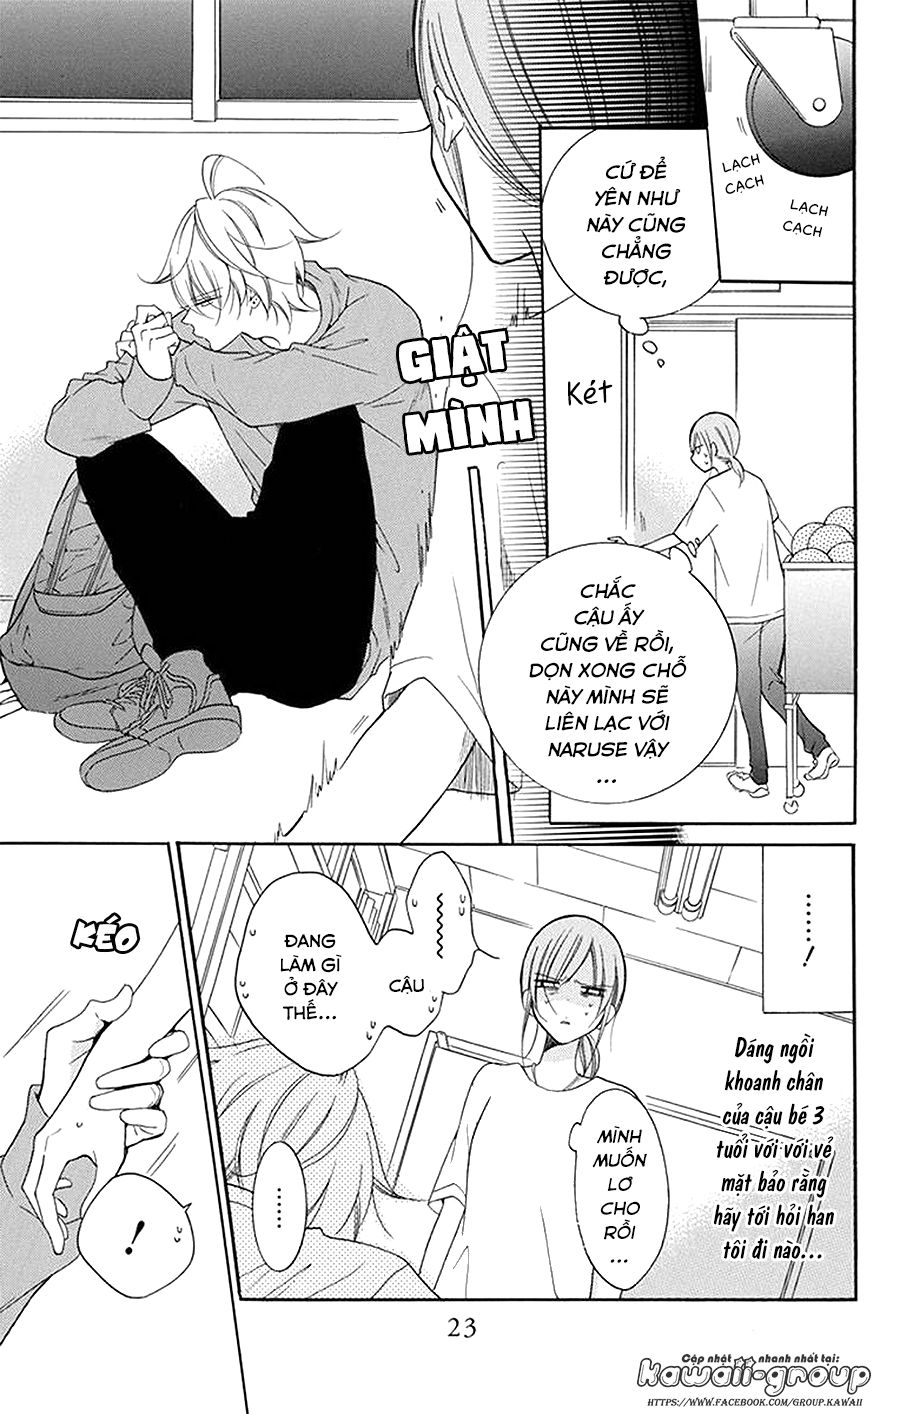 LẠCH
CẠCH
LẠCH
CẠCH
CỨ ĐỂ
YÊN NHƯ
NÀY CŨNG
CHẲNG
ĐƯỢC,
Két
CHẮC
CẬU ẤY
CŨNG VỀ RỒI,
DỌN XONG CHỖ
NÀY MÌNH SẼ
LIÊN LẠC VỚI
NARUSE VẬY
...
GIẬT
MÌNH
.......!
Dáng ngồi
khoanh chân
của cậu bé 3
tuổi với với vẻ
mặt bảo rằng
hãy tới hỏi han
tôi đi nào...
MÌNH
MUỐN
LƠ
CHO
RỒI
...
CẬU
ĐANG
LÀM GÌ
Ở ĐÂY
THẾ...
.......
KÉO
!
23
Cập nhật nhanh nhất tại:
kawaii-group
HTTPS://WWW.FACEBOOK.COM/GROUP.KAWAII